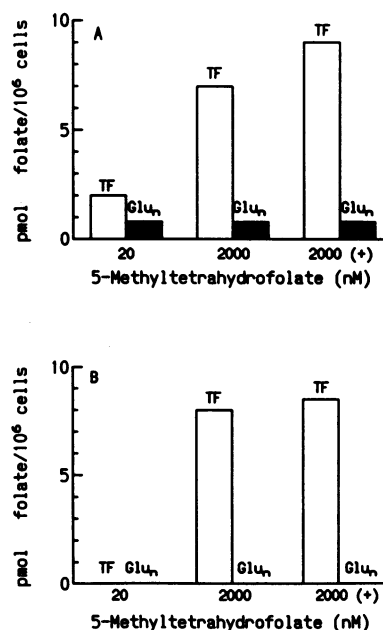 A
10
5
0
pmol folate/10⁶ cells
TF
Gluₙ
TF
Gluₙ
TF
Gluₙ
20
2000
2000 (+)
5-Methyltetrahydrofolate (nM)
B
10
5
0
pmol folate/10⁶ cells
TF Gluₙ
TF
Gluₙ
TF
Gluₙ
20
2000
2000 (+)
5-Methyltetrahydrofolate (nM)